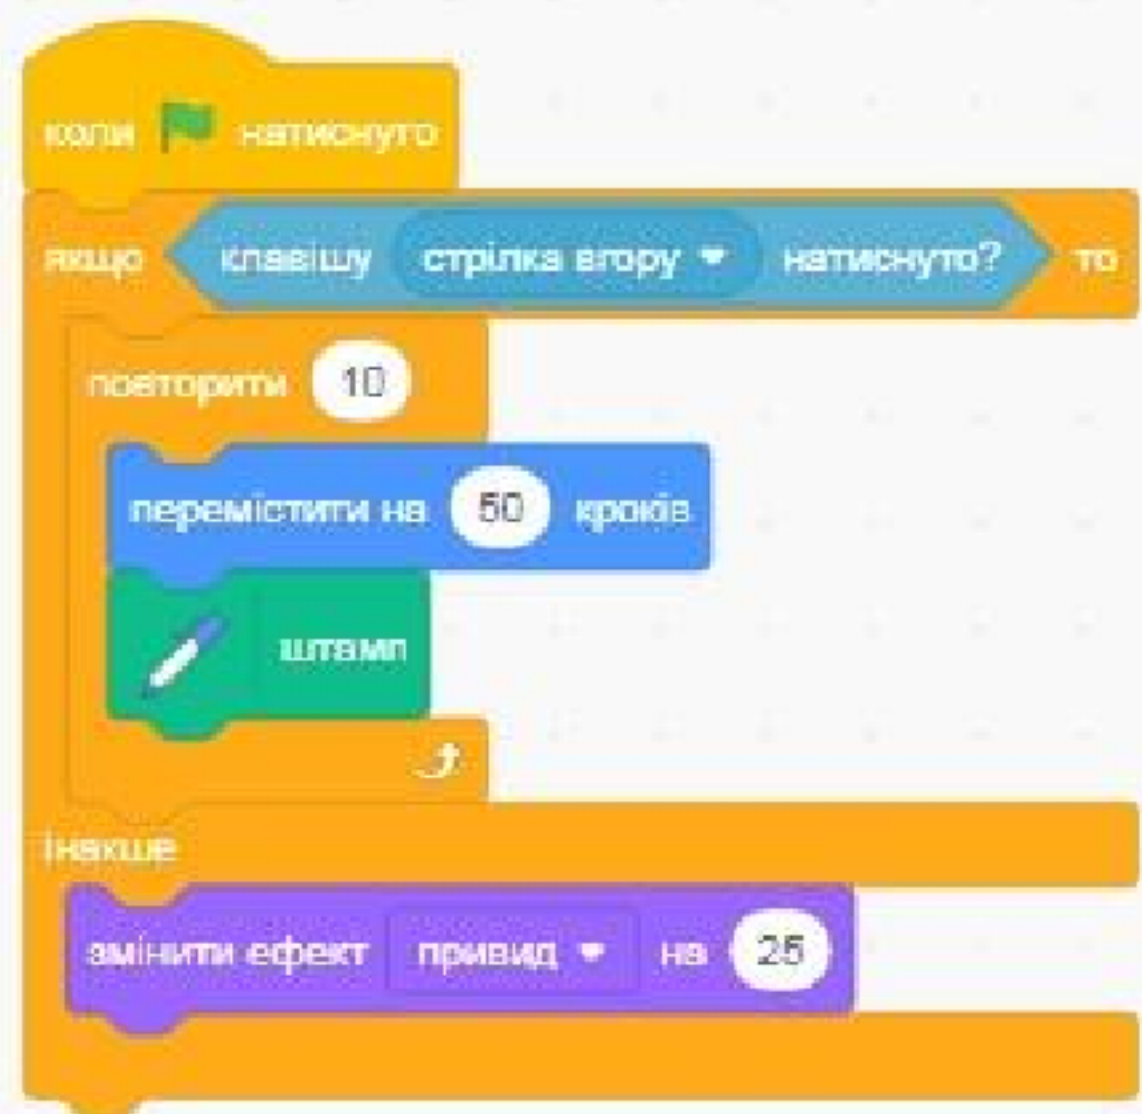 коли натиснуто
якщо клавішу стрілка вгору натиснуто? то
повторити 10
перемістити на 50 кроків
штамп
інакше
змінити ефект привид на 25